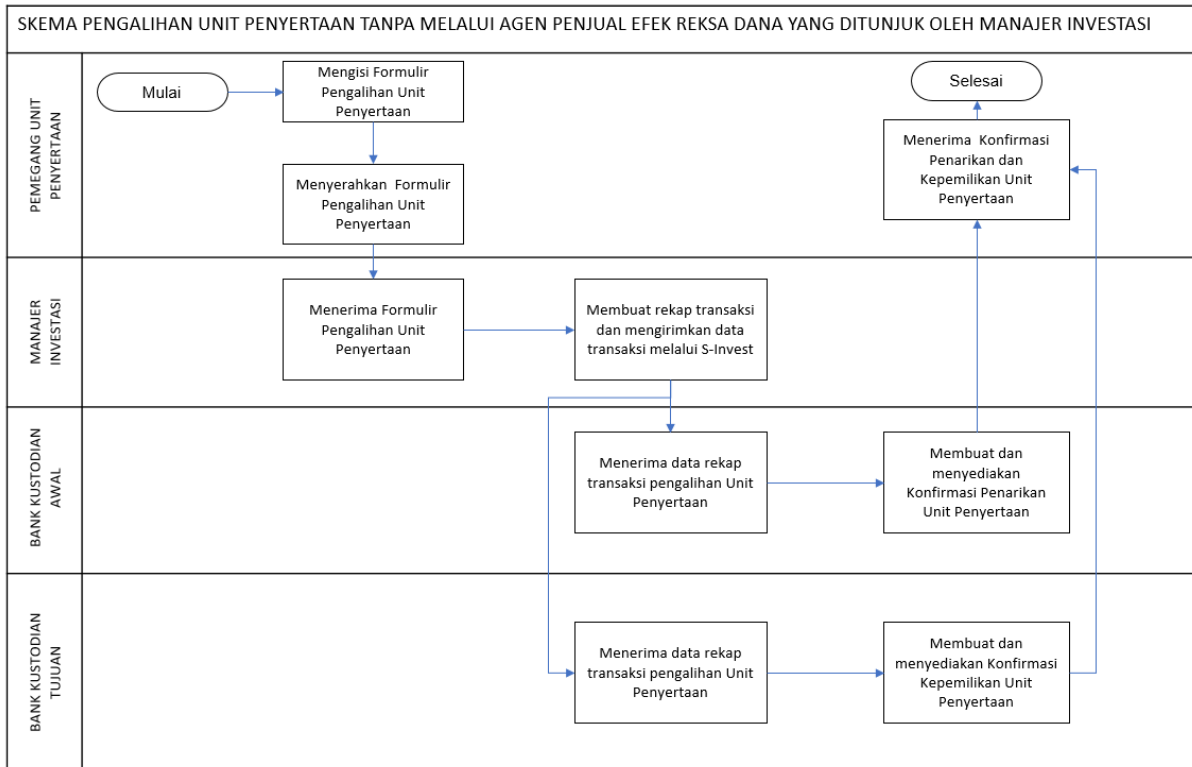 SKEMA PENGALIHAN UNIT PENYERTAAN TANPA MELALUI AGEN PENJUAL EFEK REKSA DANA YANG DITUNJUK OLEH MANAJER INVESTASI
PEMEGANG UNIT
PENYERTAAN
Mulai
Mengisi Formulir
Pengalihan Unit
Penyertaan
Selesai
Menyerahkan Formulir
Pengalihan Unit
Penyertaan
Menerima Konfirmasi
Penarikan dan
Kepemilikan Unit
Penyertaan
MANAJER
INVESTASI
Menerima Formulir
Pengalihan Unit
Penyertaan
Membuat rekap transaksi
dan mengirimkan data
transaksi melalui S-Invest
BANK KUSTODIAN
AWAL
Menerima data rekap
transaksi pengalihan Unit
Penyertaan
Membuat dan
menyediakan
Konfirmasi Penarikan
Unit Penyertaan
BANK KUSTODIAN
TUJUAN
Menerima data rekap
transaksi pengalihan Unit
Penyertaan
Membuat dan
menyediakan Konfirmasi
Kepemilikan Unit
Penyertaan